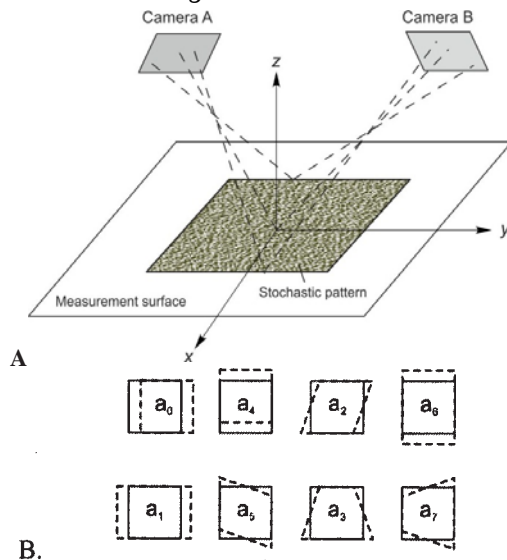 Camera A
Camera B
z
y
Stochastic pattern
Measurement surface
x
A
a₀ a₄ a₂ a₆
a₁ a₅ a₃ a₇
B.